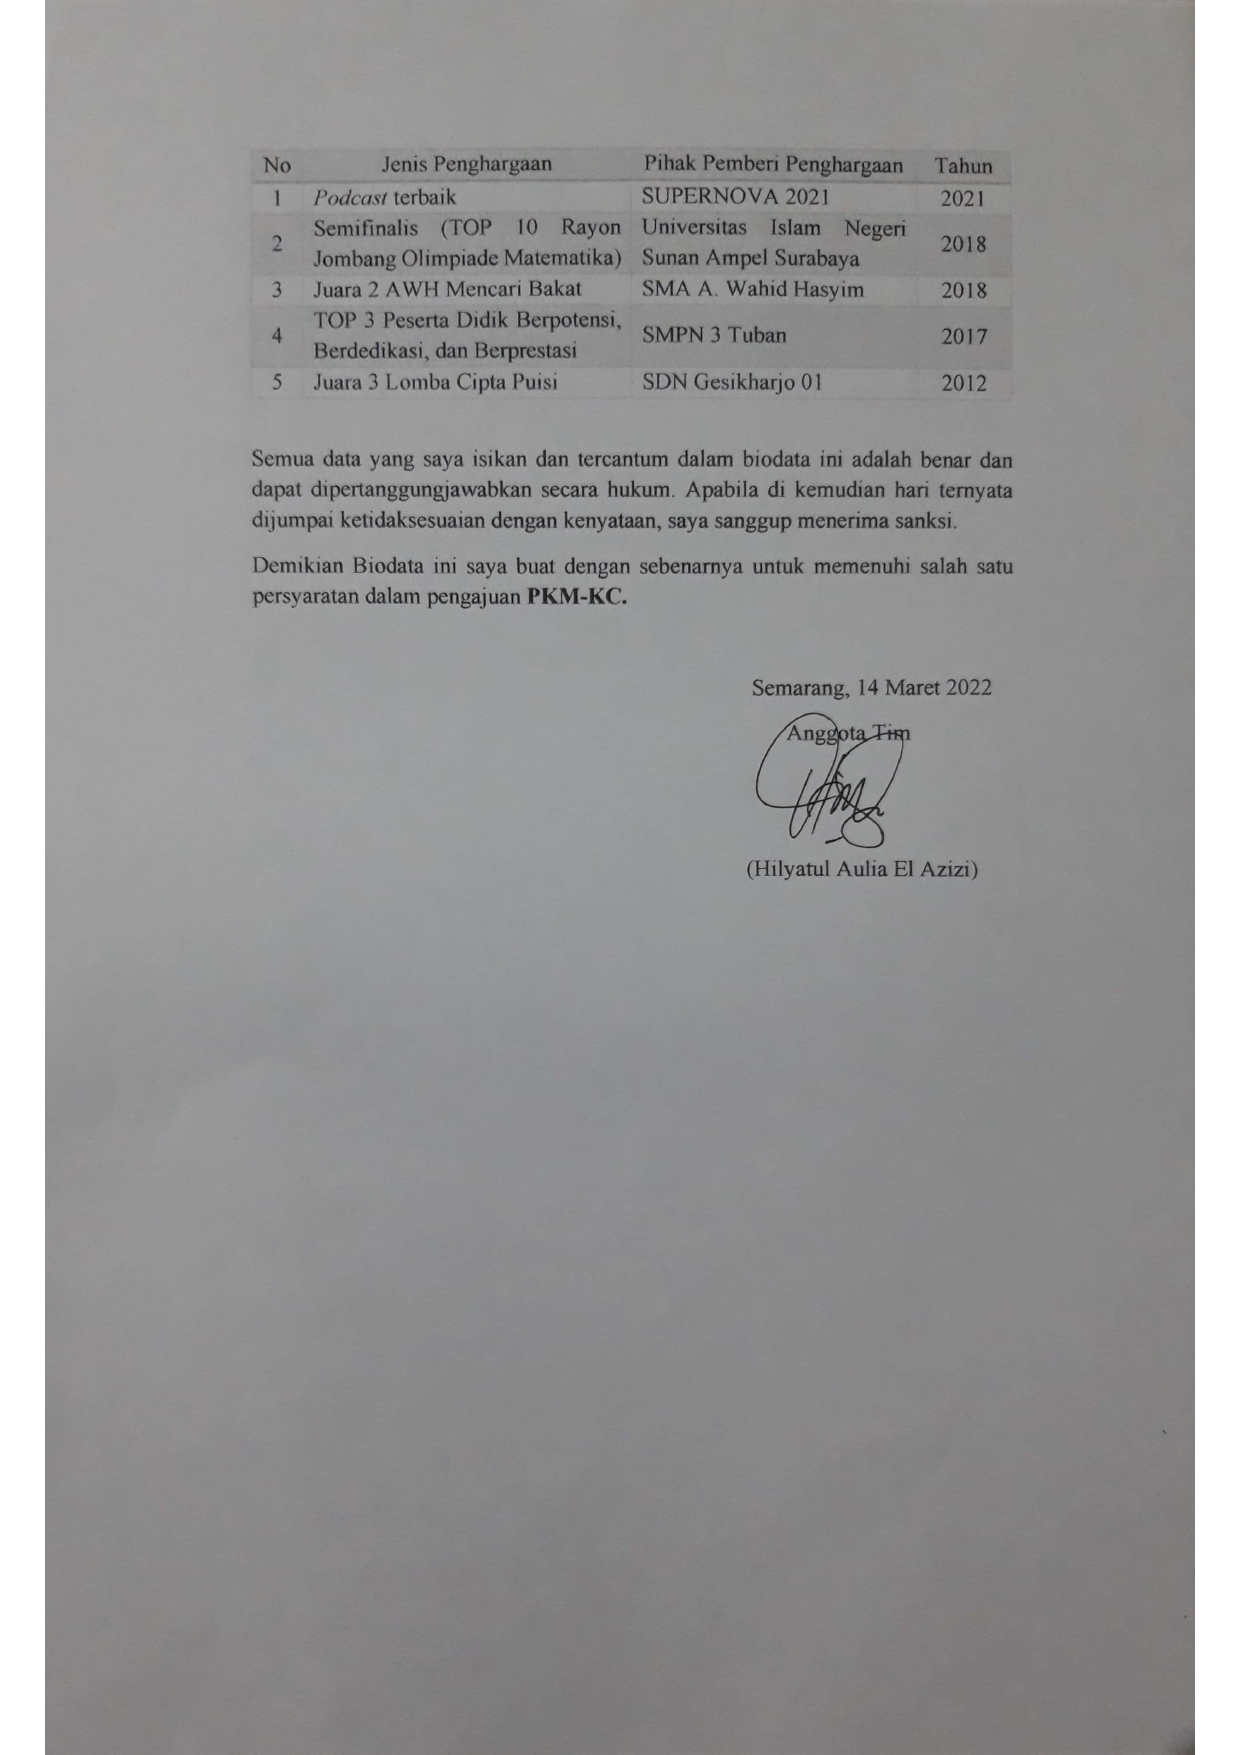 No Jenis Penghargaan Pihak Pemberi Penghargaan Tahun
1 Podcast terbaik SUPERNOVA 2021 2021
2 Semifinalis (TOP 10 Rayon Jombang Olimpiade Matematika) Universitas Islam Negeri Sunan Ampel Surabaya 2018
3 Juara 2 AWH Mencari Bakat SMA A. Wahid Hasyim 2018
4 TOP 3 Peserta Didik Berpotensi, Berdedikasi, dan Berprestasi SMPN 3 Tuban 2017
5 Juara 3 Lomba Cipta Puisi SDN Gesikharjo 01 2012
Semua data yang saya isikan dan tercantum dalam biodata ini adalah benar dan
dapat dipertanggungjawabkan secara hukum. Apabila di kemudian hari ternyata
dijumpai ketidaksesuaian dengan kenyataan, saya sanggup menerima sanksi.
Demikian Biodata ini saya buat dengan sebenarnya untuk memenuhi salah satu
persyaratan dalam pengajuan PKM-KC.
Semarang, 14 Maret 2022
Anggota Tim
(Hilyatul Aulia El Azizi)